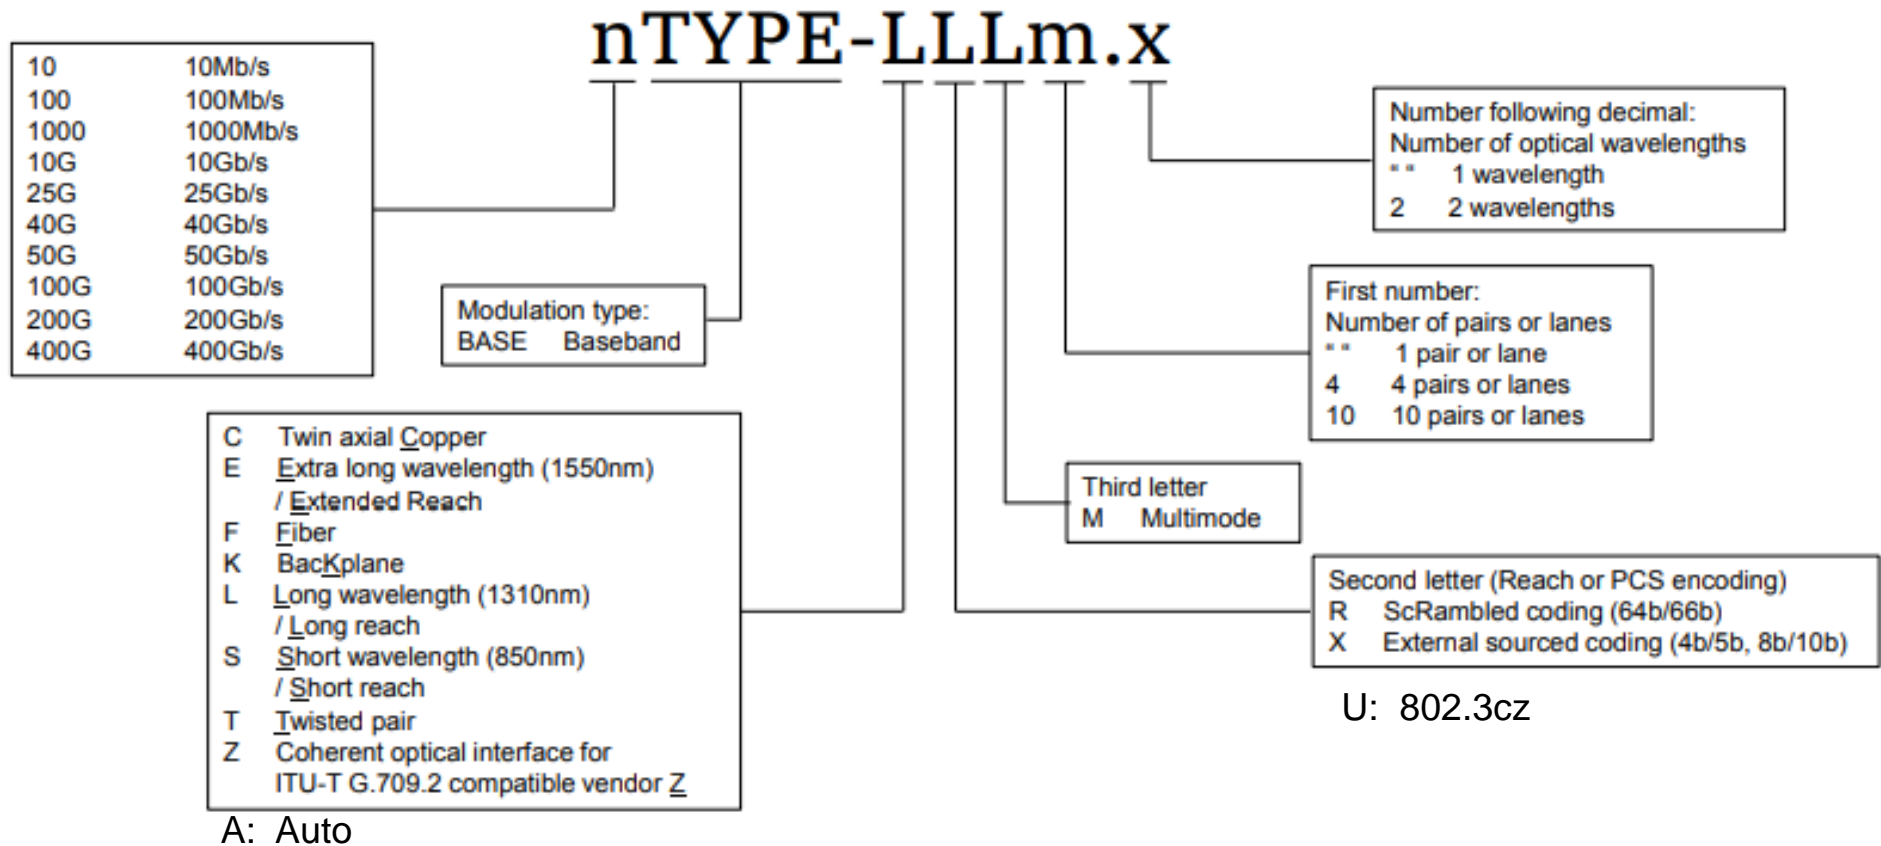 nTYPE-LLLm.x
10 10Mb/s
100 100Mb/s
1000 1000Mb/s
10G 10Gb/s
25G 25Gb/s
40G 40Gb/s
50G 50Gb/s
100G 100Gb/s
200G 200Gb/s
400G 400Gb/s
Modulation type:
BASE Baseband
C Twin axial Copper
E Extra long wavelength (1550nm)
/ Extended Reach
F Fiber
K BacKplane
L Long wavelength (1310nm)
/ Long reach
S Short wavelength (850nm)
/ Short reach
T Twisted pair
Z Coherent optical interface for
ITU-T G.709.2 compatible vendor Z
A: Auto
Number following decimal:
Number of optical wavelengths
“ “ 1 wavelength
2 2 wavelengths
First number:
Number of pairs or lanes
“ “ 1 pair or lane
4 4 pairs or lanes
10 10 pairs or lanes
Third letter
M Multimode
Second letter (Reach or PCS encoding)
R ScRambled coding (64b/66b)
X External sourced coding (4b/5b, 8b/10b)
U: 802.3cz